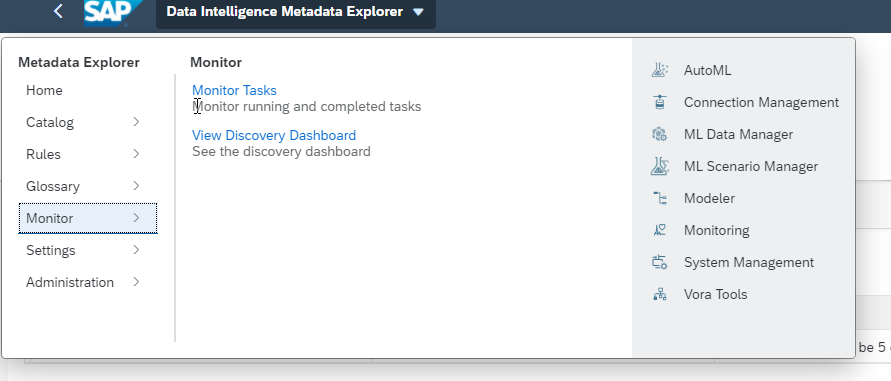 SAP
Data Intelligence Metadata Explorer
Metadata Explorer
Home
Catalog
Rules
Glossary
Monitor
Settings
Administration
Monitor
Monitor Tasks
Monitor running and completed tasks
View Discovery Dashboard
See the discovery dashboard
AutoML
Connection Management
ML Data Manager
ML Scenario Manager
Modeler
Monitoring
System Management
Vora Tools
be 5